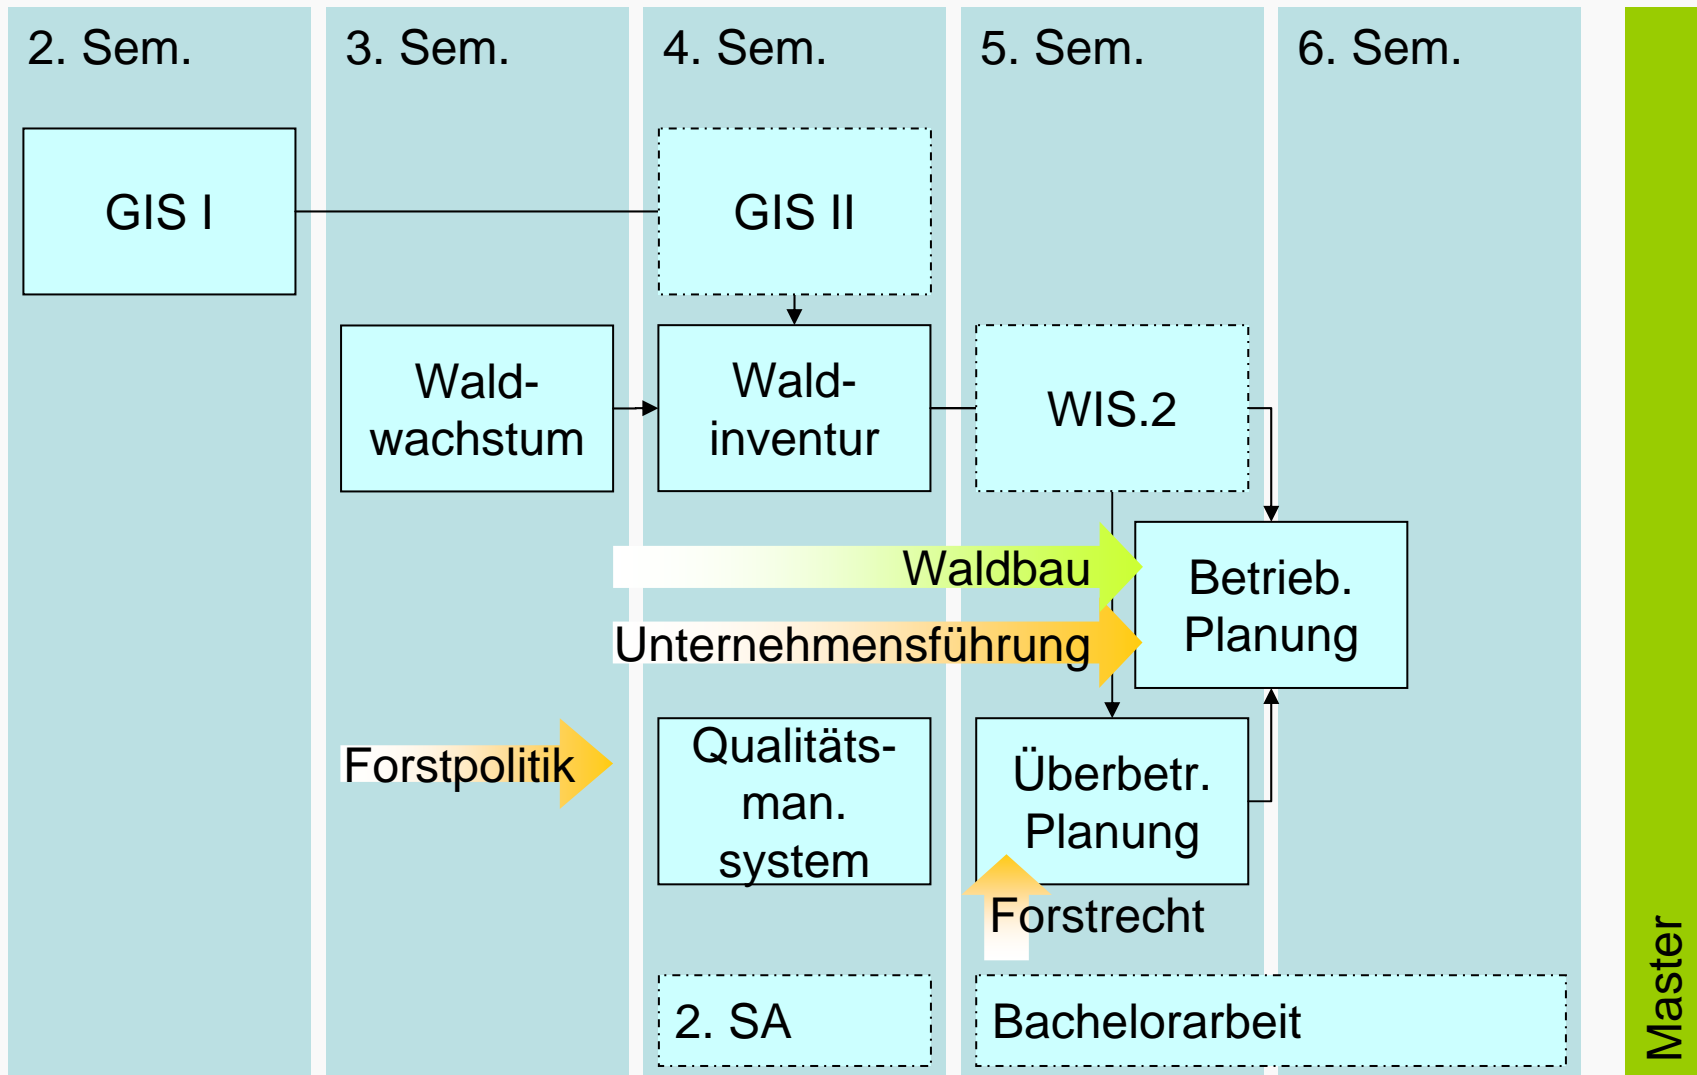 2. Sem.
3. Sem.
4. Sem.
5. Sem.
6. Sem.
GIS I
GIS II
Wald-
wachstum
Wald-
inventur
WIS.2
Waldbau
Unternehmensführung
Betrieb.
Planung
Forstpolitik
Qualitäts-
man.
system
Überbetr.
Planung
Forstrecht
2. SA
Bachelorarbeit
Master